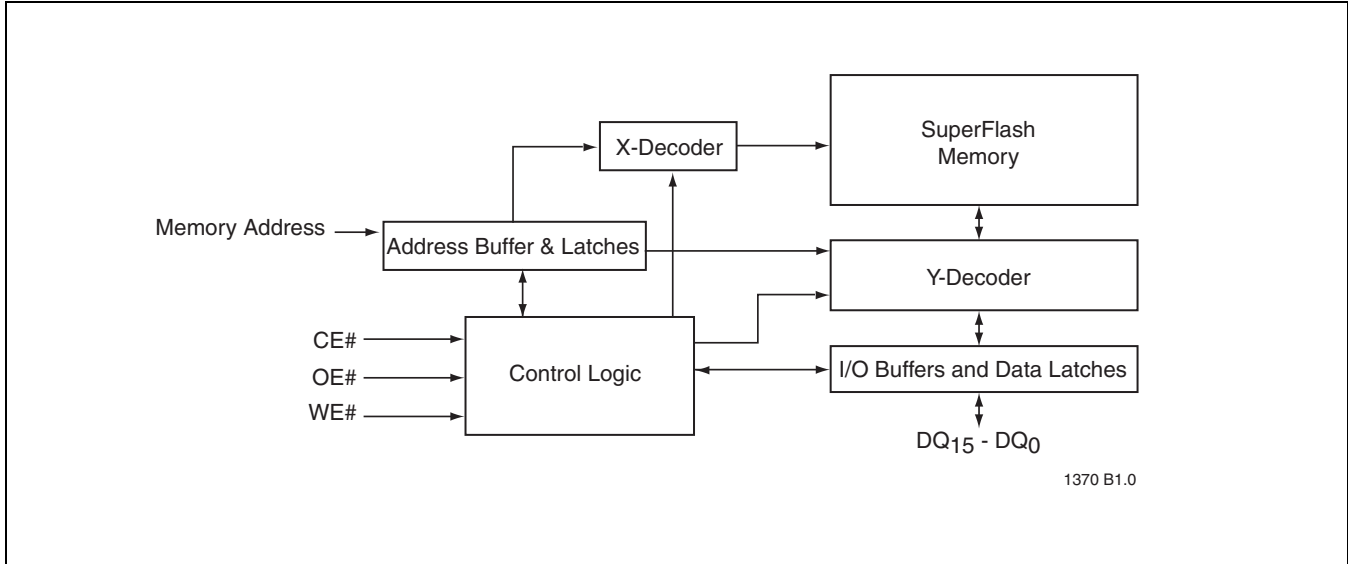 SuperFlash
Memory
X-Decoder
Memory Address
Address Buffer & Latches
Y-Decoder
CE#
OE#
WE#
Control Logic
I/O Buffers and Data Latches
DQ15 - DQ0
1370 B1.0